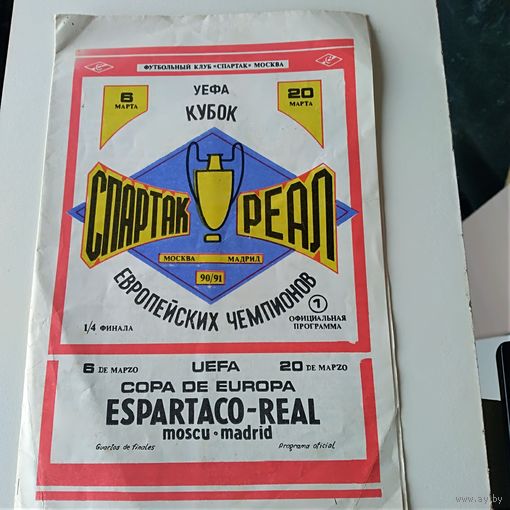 ФУТБОЛЬНЫЙ КЛУБ «СПАРТАК» МОСКВА
6 МАРТА
УЕФА
20 МАРТА
КУБОК
СПАРТАК РЕАЛ
МОСКВА МАДРИД
90/91
ЕВРОПЕЙСКИХ ЧЕМПИОНОВ
1/4 ФИНАЛА
1
ОФИЦИАЛЬНАЯ
ПРОГРАММА
6 DE MARZO UEFA 20 DE MARZO
COPA DE EUROPA
ESPARTACO-REAL
moscu · madrid
Guartos de finales Programa oficial
www.ay.by